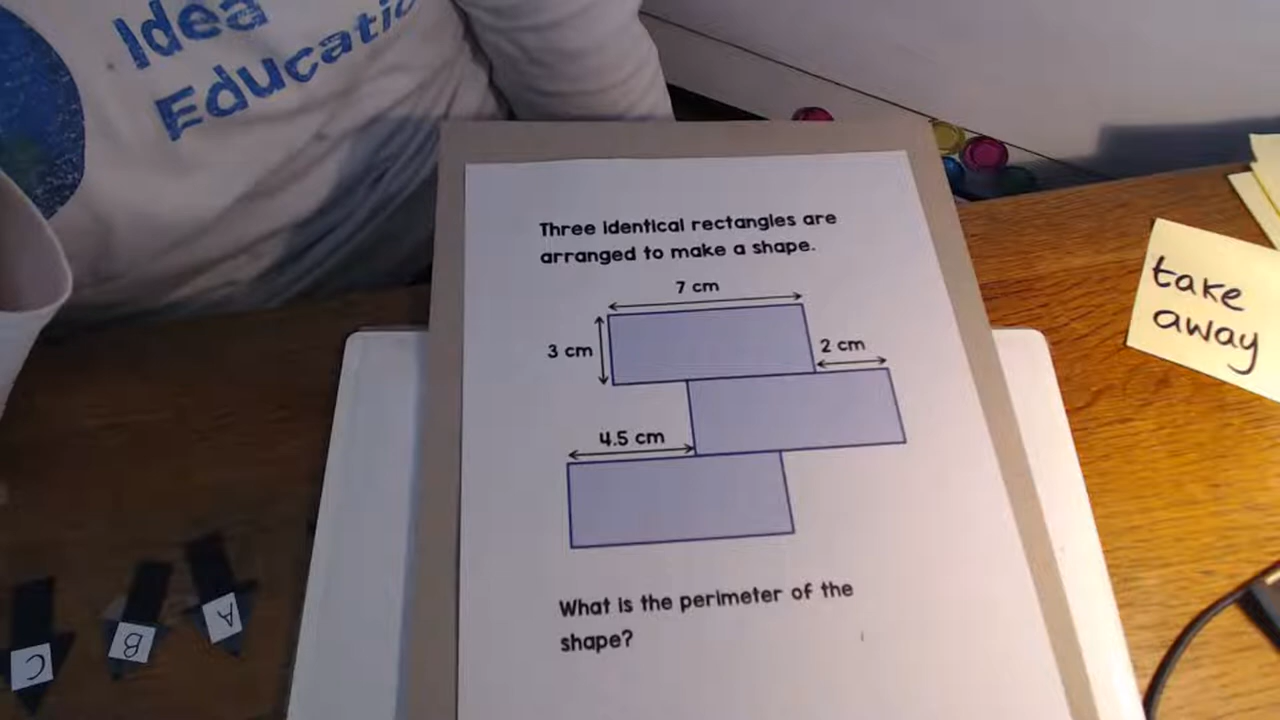 Idea
Educatio
Three identical rectangles are
arranged to make a shape.
7 cm
3 cm
2 cm
4.5 cm
What is the perimeter of the
shape?
take
away
A
B
C